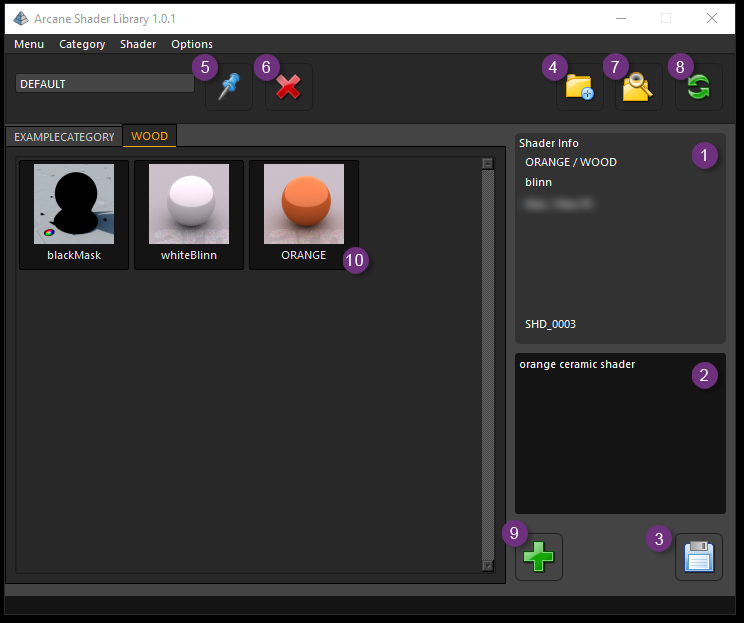 Arcane Shader Library 1.0.1
Menu Category Shader Options
5 6 4 7 8
DEFAULT
EXAMPLECATEGORY WOOD
Shader Info
1
ORANGE / WOOD
blinn
blackMask whiteBlinn ORANGE
10
SHD_0003
orange ceramic shader
2
9 3